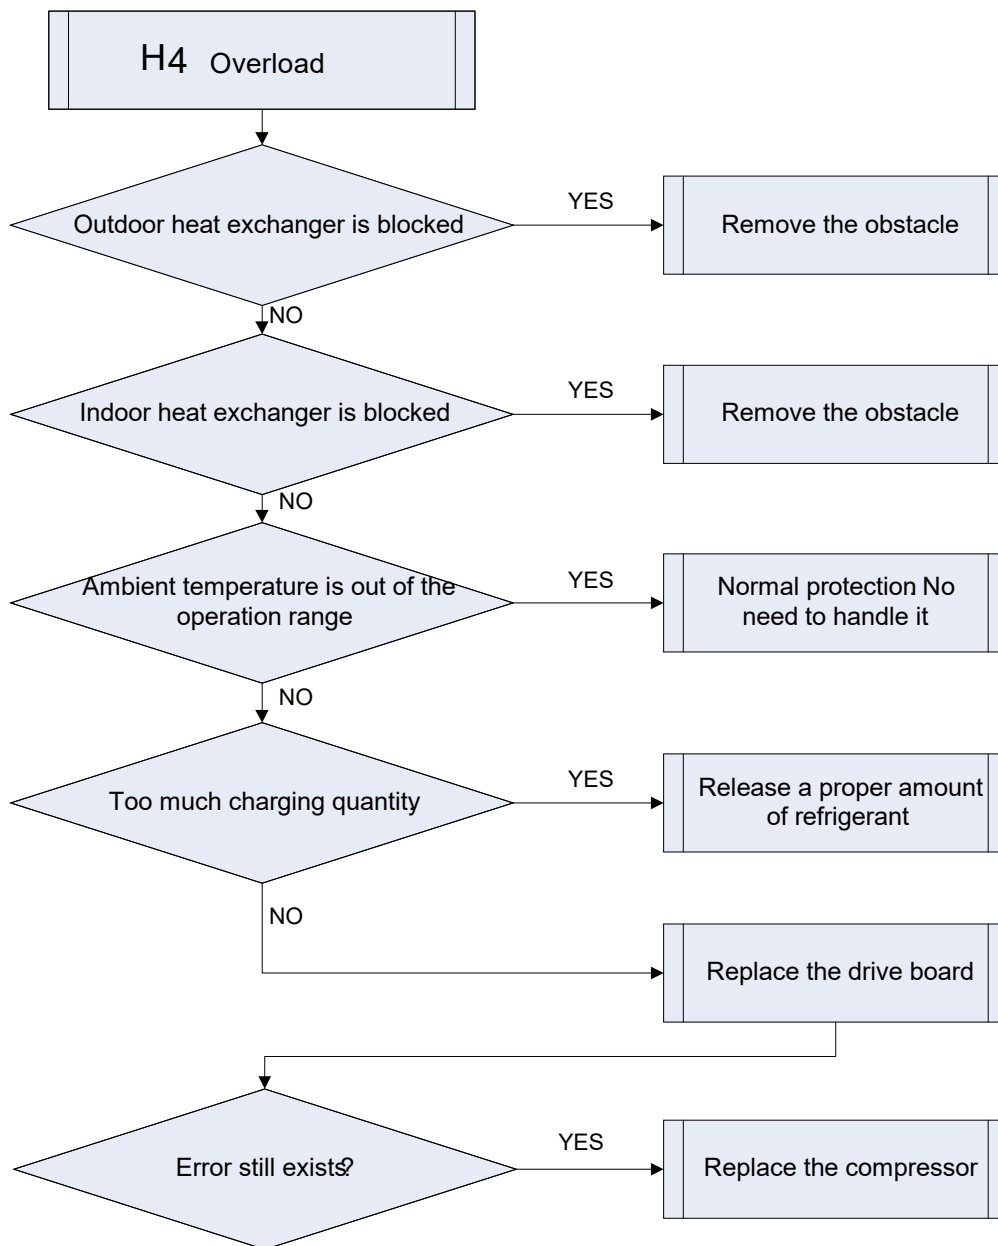 H4 Overload
Outdoor heat exchanger is blocked
YES
Remove the obstacle
NO
Indoor heat exchanger is blocked
YES
Remove the obstacle
NO
Ambient temperature is out of the
operation range
YES
Normal protection. No
need to handle it
NO
Too much charging quantity
YES
Release a proper amount
of refrigerant
NO
Replace the drive board
Error still exists?
YES
Replace the compressor